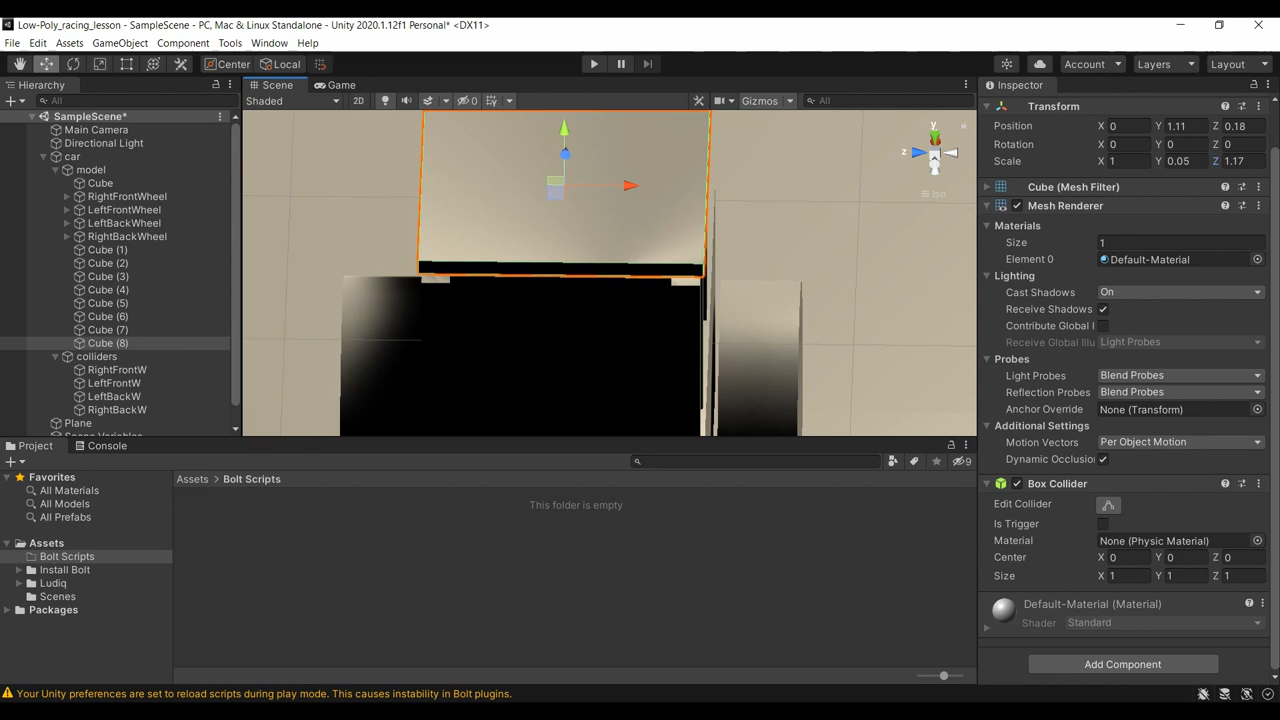 Low-Poly_racing_lesson - SampleScene - PC, Mac & Linux Standalone - Unity 2020.1.12f1 Personal* <DX11>
File Edit Assets GameObject Component Tools Window Help
Center Local Account Layers Layout
Hierarchy Scene Game Inspector
All Shaded 2D 0 Gizmos All
SampleScene*
Main Camera
Directional Light
car
model
Cube
RightFrontWheel
LeftFrontWheel
LeftBackWheel
RightBackWheel
Cube (1)
Cube (2)
Cube (3)
Cube (4)
Cube (5)
Cube (6)
Cube (7)
Cube (8)
colliders
RightFrontW
LeftFrontW
LeftBackW
RightBackW
Plane
y
z
Iso
Transform
Position X 0 Y 1.11 Z 0.18
Rotation X 0 Y 0 Z 0
Scale X 1 Y 0.05 Z 1.17
Cube (Mesh Filter)
Mesh Renderer
Materials
Size 1
Element 0 Default-Material
Lighting
Cast Shadows On
Receive Shadows
Contribute Global I
Receive Global Illu Light Probes
Probes
Light Probes Blend Probes
Reflection Probes Blend Probes
Anchor Override None (Transform)
Additional Settings
Motion Vectors Per Object Motion
Dynamic Occlusion
Box Collider
Edit Collider
Is Trigger
Material None (Physic Material)
Center X 0 Y 0 Z 0
Size X 1 Y 1 Z 1
Default-Material (Material)
Shader Standard
Add Component
Project Console
9
Favorites
All Materials
All Models
All Prefabs
Assets
Bolt Scripts
Install Bolt
Ludiq
Scenes
Packages
Assets > Bolt Scripts
This folder is empty
Your Unity preferences are set to reload scripts during play mode. This causes instability in Bolt plugins.